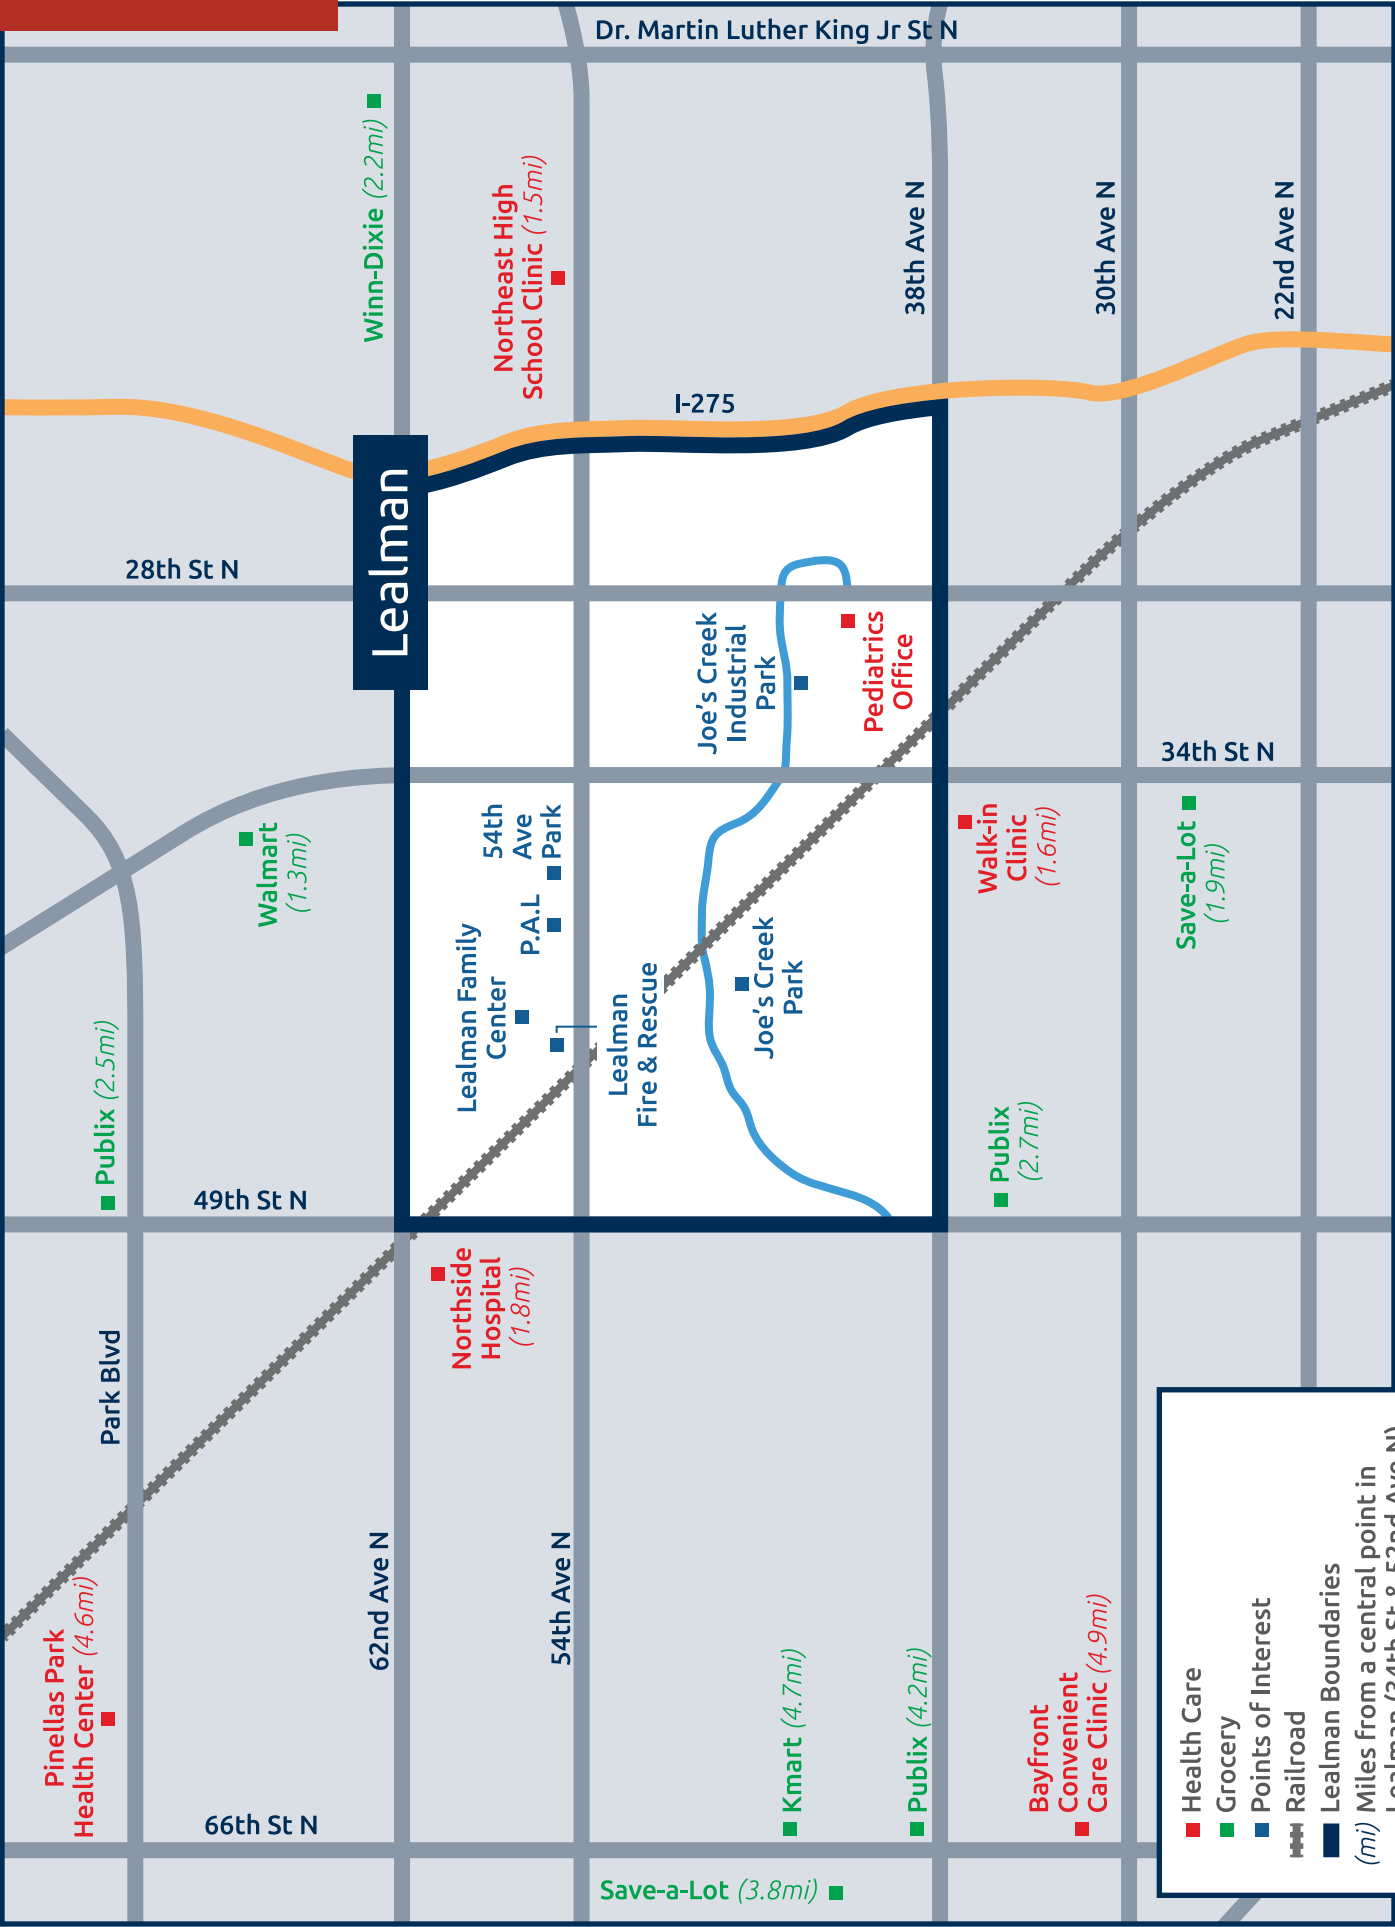 Dr. Martin Luther King Jr St N
Winn-Dixie (2.2mi)
Northeast High
School Clinic (1.5mi)
38th Ave N
30th Ave N
22nd Ave N
I-275
Lealman
28th St N
Joe's Creek
Industrial
Park
Pediatrics
Office
34th St N
Walmart
(1.3mi)
54th
Ave
Park
P.A.L
Lealman Family
Center
Lealman
Fire & Rescue
Joe's Creek
Park
Walk-in
Clinic
(1.6mi)
Save-a-Lot
(1.9mi)
Publix (2.5mi)
Publix
(2.7mi)
49th St N
Northside
Hospital
(1.8mi)
Park Blvd
62nd Ave N
54th Ave N
Pinellas Park
Health Center (4.6mi)
66th St N
Kmart (4.7mi)
Publix (4.2mi)
Bayfront
Convenient
Care Clinic (4.9mi)
Save-a-Lot (3.8mi)
Health Care
Grocery
Points of Interest
Railroad
Lealman Boundaries
(mi) Miles from a central point in
Lealman (34th St & 52nd Ave N)